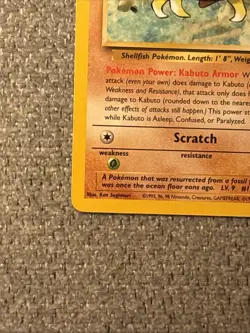 Shellfish Pokémon. Length: 1' 8", Weig
Pokémon Power: Kabuto Armor W
attack (even your own) does damage to Kabuto (
Weakness and Resistance), that attack only does
damage to Kabuto (rounded down to the neares
other effects of attacks still happen.) This power st
while Kabuto is Asleep, Confused, or Paralyzed.
Scratch
weakness
resistance
A Pokémon that was resurrected from a fossil
was once the ocean floor eons ago. LV. 9 #1
Illus. Ken Sugimori
©1995, 96, 98 Nintendo, Creatures, GAMEFREAK. ©19